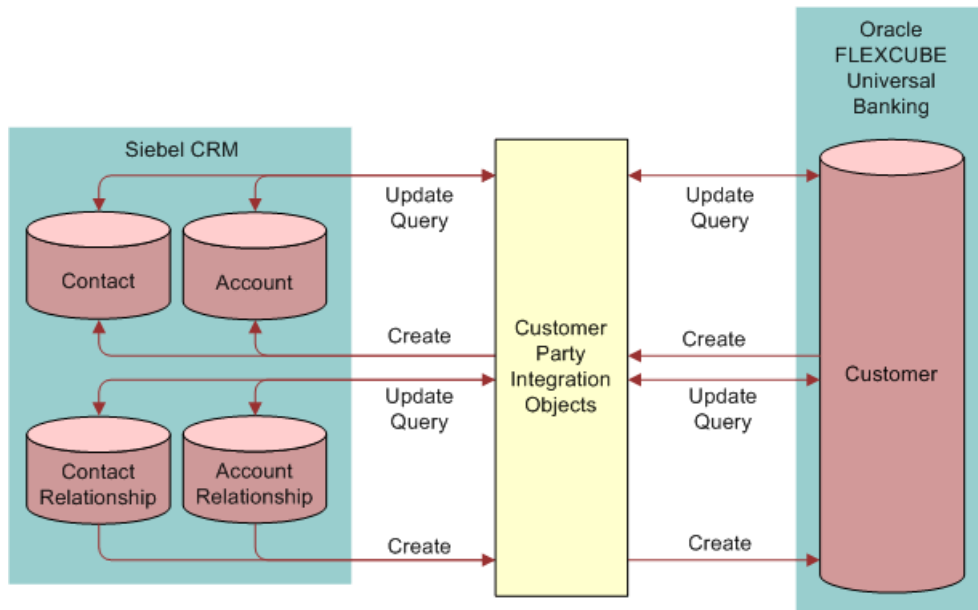 Oracle
FLEXCUBE
Universal
Banking
Siebel CRM
Update
Query
Update
Query
Contact
Account
Create
Customer
Party
Integration
Objects
Create
Customer
Update
Query
Update
Query
Contact
Relationship
Account
Relationship
Create
Create